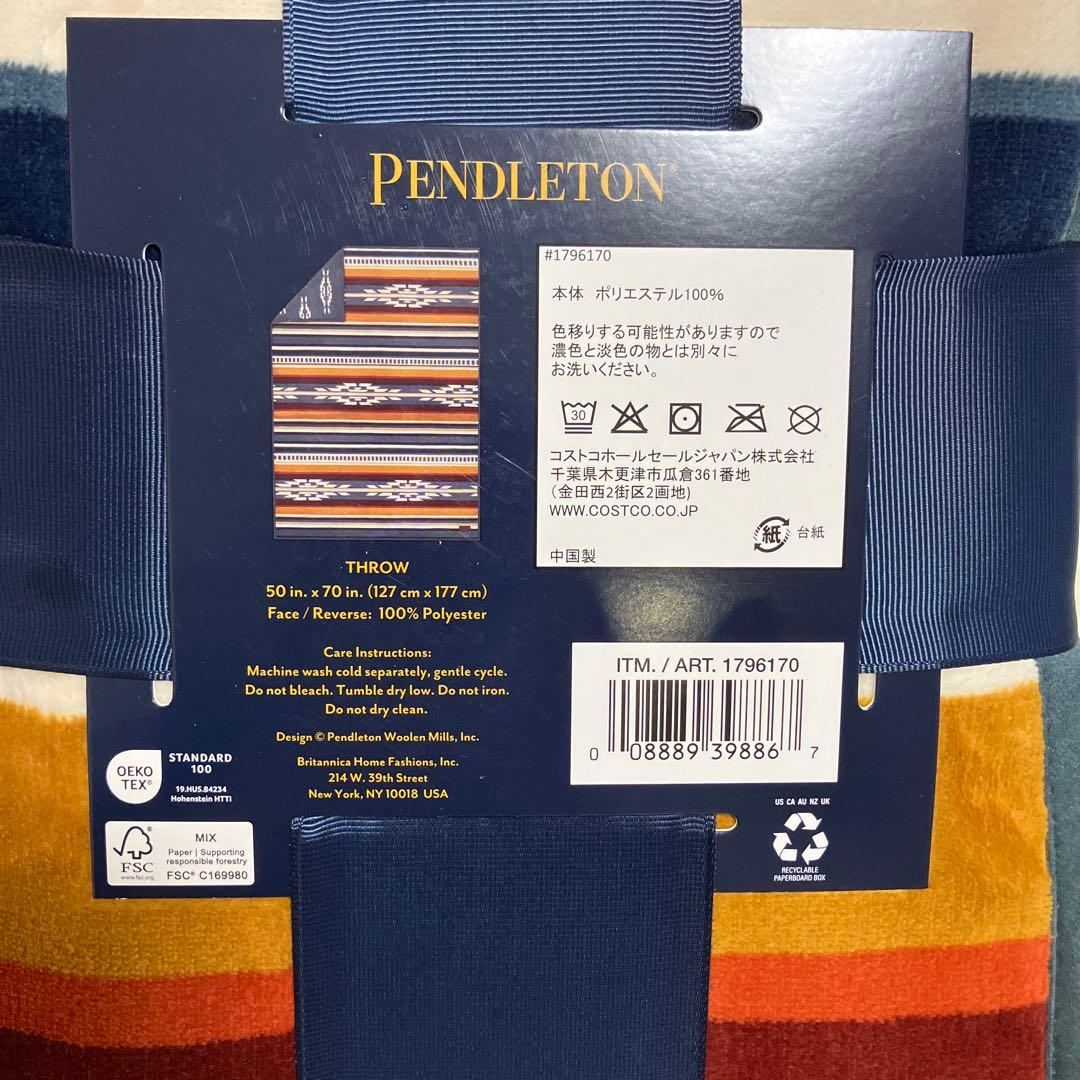 PENDLETON®
#1796170
本体 ポリエステル100%
色移りする可能性がありますので
濃色と淡色の物とは別々に
お洗いください。
30
コストコホールセールジャパン株式会社
千葉県木更津市瓜倉361番地
(金田西2街区2画地)
WWW.COSTCO.CO.JP
紙 台紙
中国製
THROW
50 in. x 70 in. (127 cm x 177 cm)
Face / Reverse: 100% Polyester
Care Instructions:
Machine wash cold separately, gentle cycle.
Do not bleach. Tumble dry low. Do not iron.
Do not dry clean.
Design © Pendleton Woolen Mills, Inc.
Britannica Home Fashions, Inc.
214 W. 39th Street
New York, NY 10018 USA
ITM. / ART. 1796170
0 08889 39886 7
OEKO
TEX®
STANDARD
100
19.HUS.84234
Hohenstein HTTI
FSC
www.fsc.org
MIX
Paper | Supporting
responsible forestry
FSC® C169980
US CA AU NZ UK
RECYCLABLE
PAPERBOARD BOX